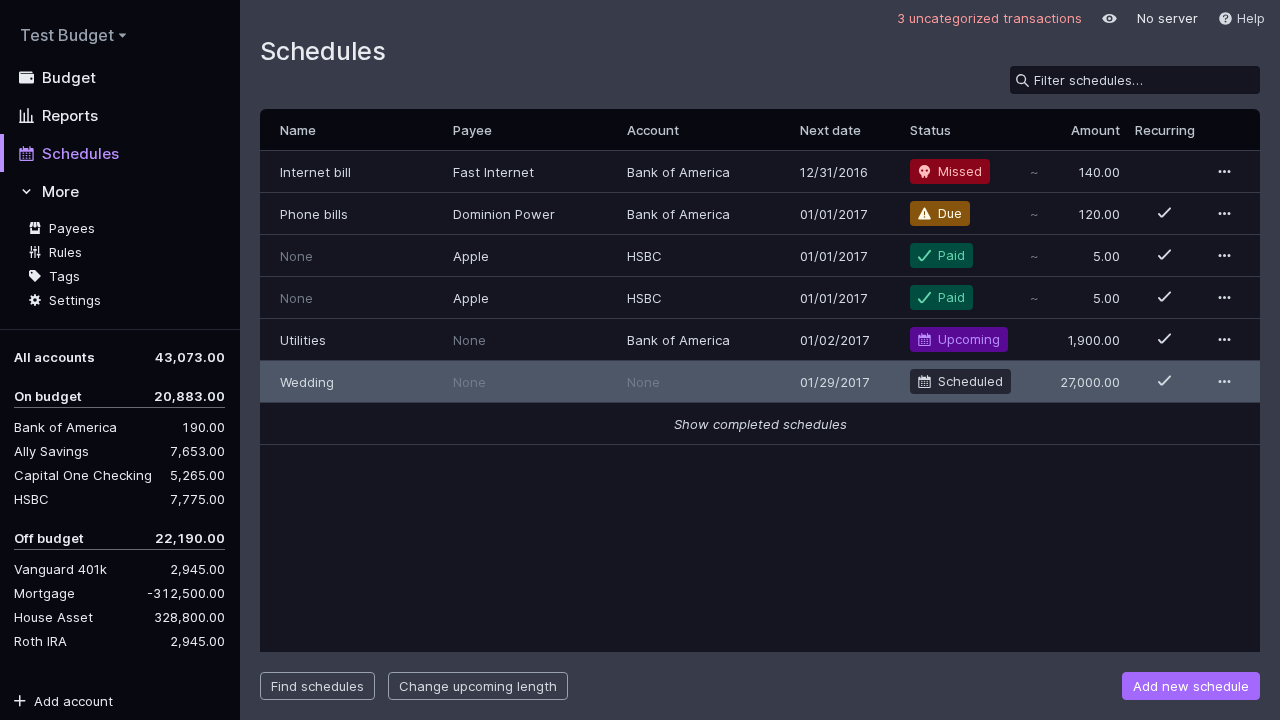 Test Budget
3 uncategorized transactions No server Help
Budget
Reports
Schedules
More
Payees
Rules
Tags
Settings
All accounts 43,073.00
On budget 20,883.00
Bank of America 190.00
Ally Savings 7,653.00
Capital One Checking 5,265.00
HSBC 7,775.00
Off budget 22,190.00
Vanguard 401k 2,945.00
Mortgage -312,500.00
House Asset 328,800.00
Roth IRA 2,945.00
Add account
Schedules
Filter schedules…
Name Payee Account Next date Status Amount Recurring
Internet bill Fast Internet Bank of America 12/31/2016 Missed ~ 140.00
Phone bills Dominion Power Bank of America 01/01/2017 Due ~ 120.00
None Apple HSBC 01/01/2017 Paid ~ 5.00
None Apple HSBC 01/01/2017 Paid ~ 5.00
Utilities None Bank of America 01/02/2017 Upcoming 1,900.00
Wedding None None 01/29/2017 Scheduled 27,000.00
Show completed schedules
Find schedules Change upcoming length Add new schedule